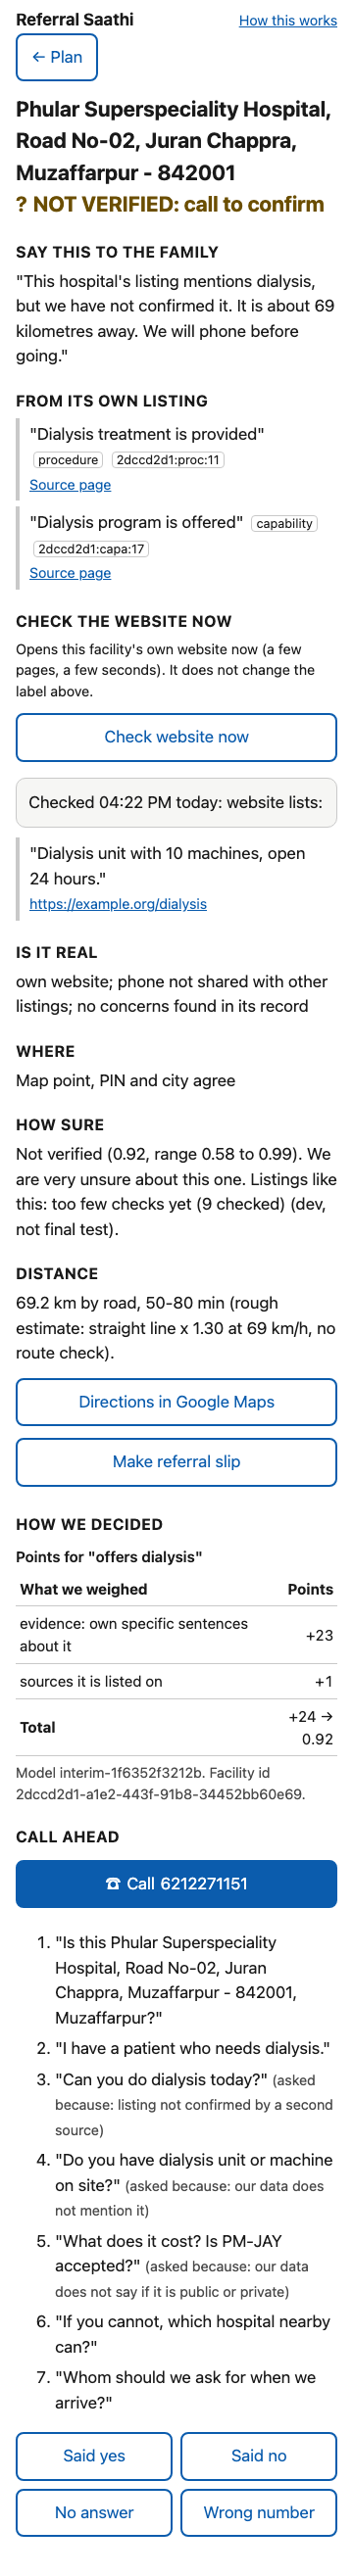 Referral Saathi
How this works
← Plan
Phular Superspeciality Hospital,
Road No-02, Juran Chappra,
Muzaffarpur - 842001
? NOT VERIFIED: call to confirm
SAY THIS TO THE FAMILY
"This hospital's listing mentions dialysis,
but we have not confirmed it. It is about 69
kilometres away. We will phone before
going."
FROM ITS OWN LISTING
"Dialysis treatment is provided"
procedure 2dccd2d1:proc:11
Source page
"Dialysis program is offered" capability
2dccd2d1:capa:17
Source page
CHECK THE WEBSITE NOW
Opens this facility's own website now (a few
pages, a few seconds). It does not change the
label above.
Check website now
Checked 04:22 PM today: website lists:
"Dialysis unit with 10 machines, open
24 hours."
https://example.org/dialysis
IS IT REAL
own website; phone not shared with other
listings; no concerns found in its record
WHERE
Map point, PIN and city agree
HOW SURE
Not verified (0.92, range 0.58 to 0.99). We
are very unsure about this one. Listings like
this: too few checks yet (9 checked) (dev,
not final test).
DISTANCE
69.2 km by road, 50-80 min (rough
estimate: straight line x 1.30 at 69 km/h, no
route check).
Directions in Google Maps
Make referral slip
HOW WE DECIDED
Points for "offers dialysis"
What we weighed Points
evidence: own specific sentences
about it +23
sources it is listed on +1
Total +24 →
0.92
Model interim-1f6352f3212b. Facility id
2dccd2d1-a1e2-443f-91b8-34452bb60e69.
CALL AHEAD
☎ Call 6212271151
1. "Is this Phular Superspeciality
Hospital, Road No-02, Juran
Chappra, Muzaffarpur - 842001,
Muzaffarpur?"
2. "I have a patient who needs dialysis."
3. "Can you do dialysis today?" (asked
because: listing not confirmed by a second
source)
4. "Do you have dialysis unit or machine
on site?" (asked because: our data does
not mention it)
5. "What does it cost? Is PM-JAY
accepted?" (asked because: our data
does not say if it is public or private)
6. "If you cannot, which hospital nearby
can?"
7. "Whom should we ask for when we
arrive?"
Said yes
Said no
No answer
Wrong number